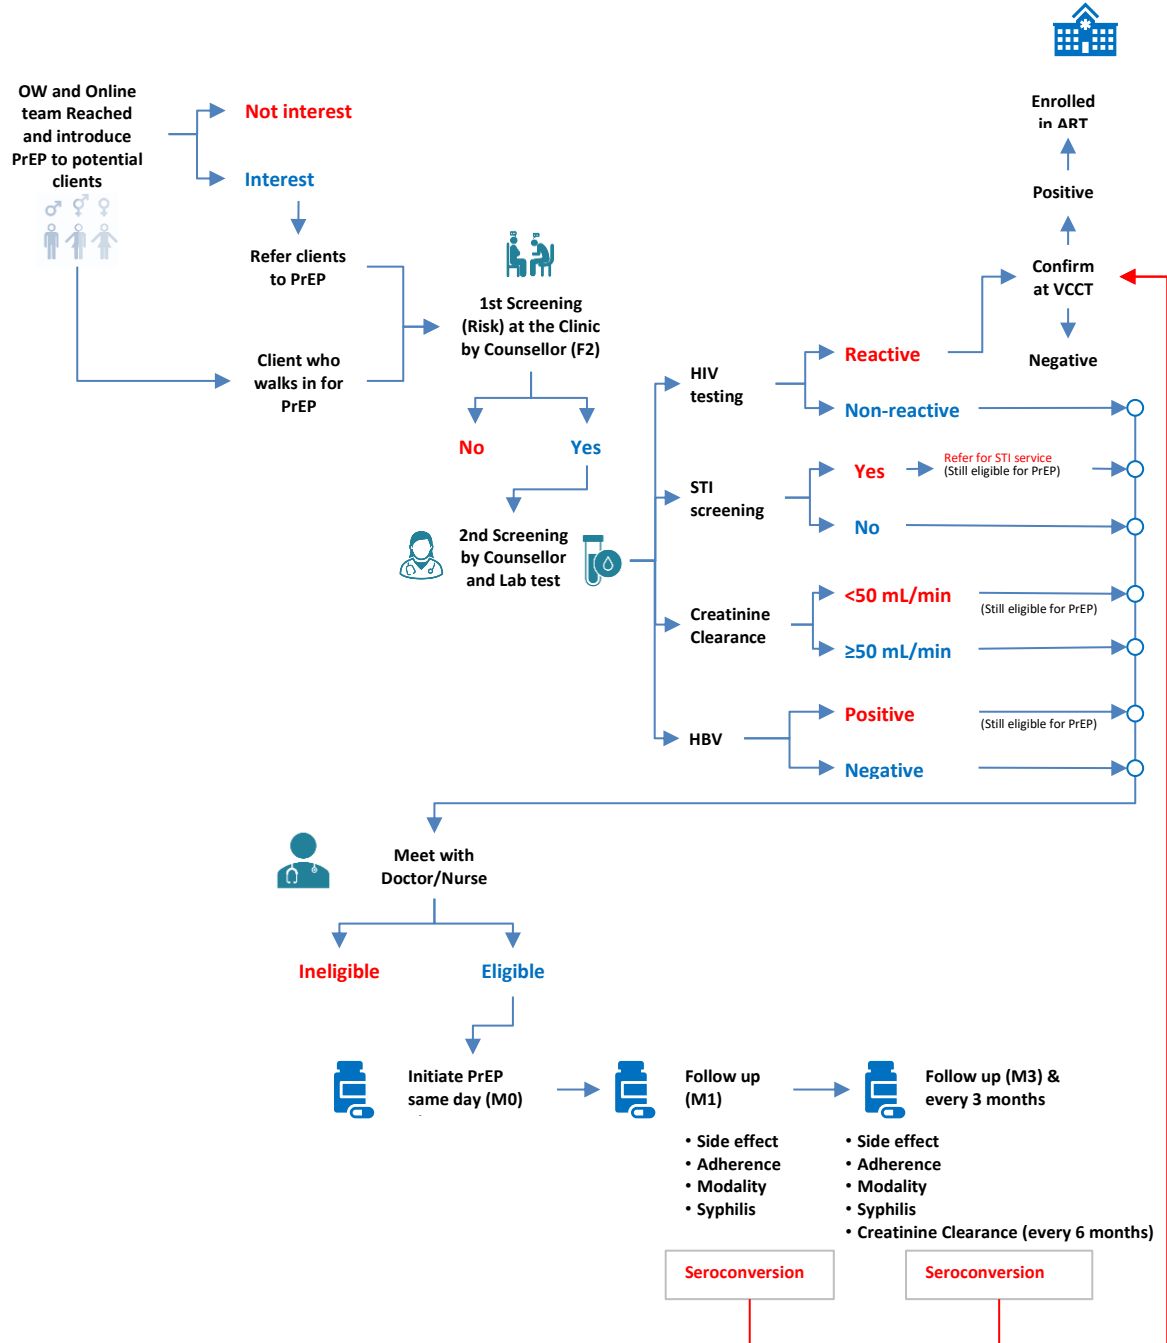 OW and Online
team Reached
and introduce
PrEP to potential
clients
Not interest
Interest
Refer clients
to PrEP
Client who
walks in for
PrEP
1st Screening
(Risk) at the Clinic
by Counsellor (F2)
No
Yes
2nd Screening
by Counsellor
and Lab test
HIV
testing
Reactive
Non-reactive
Enrolled
in ART
Positive
Confirm
at VCCT
Negative
STI
screening
Yes
Refer for STI service
(Still eligible for PrEP)
No
Creatinine
Clearance
<50 mL/min
(Still eligible for PrEP)
≥50 mL/min
HBV
Positive
(Still eligible for PrEP)
Negative
Meet with
Doctor/Nurse
Ineligible
Eligible
Initiate PrEP
same day (M0)
Follow up
(M1)
• Side effect
• Adherence
• Modality
• Syphilis
Follow up (M3) &
every 3 months
• Side effect
• Adherence
• Modality
• Syphilis
• Creatinine Clearance (every 6 months)
Seroconversion
Seroconversion